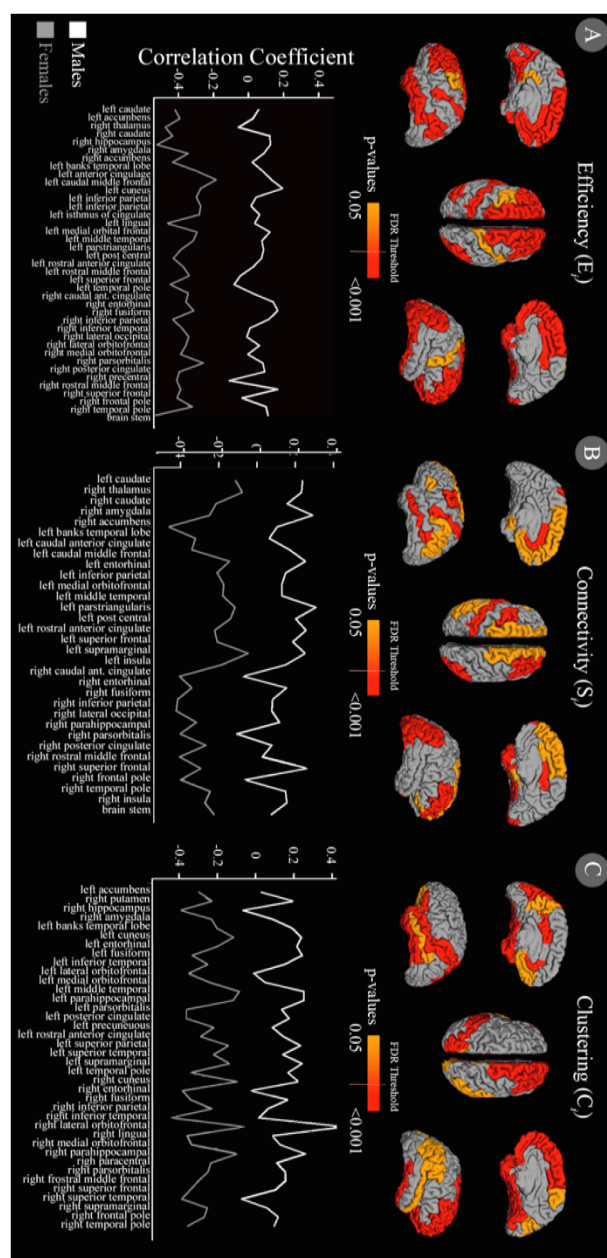 A
Efficiency (Ei)
p-values
0.05
FDR Threshold
<0.001
Correlation Coefficient
-0.4
-0.2
0
0.2
0.4
left caudate
left accumbens
right thalamus
right caudate
right hippocampus
right amygdala
right accumbens
left banks temporal lobe
left anterior cingulage
left caudal middle frontal
left cuneus
left inferior parietal
left inferior parietal
left isthmus of cingulate
left lingual
left medial orbital frontal
left middle temporal
left parstriangularis
left post central
left rostral anterior cingulate
left rostral middle frontal
left superior frontal
left temporal pole
right caudal ant. cingulate
right entorhinal
right fusiform
right inferior parietal
right inferior temporal
right lateral occipital
right lateral orbitofrontal
right medial orbitofrontal
right parsorbitalis
right posterior cingulate
right precentral
right rostral middle frontal
right superior frontal
right frontal pole
right temporal pole
brain stem
Males
Females
B
Connectivity (Si)
p-values
0.05
FDR Threshold
<0.001
left caudate
right thalamus
right caudate
right amygdala
right accumbens
left banks temporal lobe
left caudal anterior cingulate
left caudal middle frontal
left entorhinal
left inferior parietal
left medial orbitofrontal
left middle temporal
left parstriangularis
left post central
left rostral anterior cingulate
left superior frontal
left supramarginal
left insula
right caudal ant. cingulate
right entorhinal
right fusiform
right inferior parietal
right lateral occipital
right parahippocampal
right parsorbitalis
right posterior cingulate
right rostral middle frontal
right superior frontal
right frontal pole
right temporal pole
right insula
brain stem
C
Clustering (Ci)
p-values
0.05
FDR Threshold
<0.001
-0.4
-0.2
0
0.2
0.4
left accumbens
right putamen
right hippocampus
right amygdala
left banks temporal lobe
left cuneus
left entorhinal
left fusiform
left inferior temporal
left lateral orbitofrontal
left medial orbitofrontal
left middle temporal
left parahippocampal
left parsorbitalis
left posterior cingulate
left precuneuous
left rostral anterior cingulate
left superior parietal
left superior temporal
left supramarginal
left temporal pole
right cuneus
right entorhinal
right fusiform
right inferior parietal
right inferior temporal
right lateral orbitofrontal
right lingual
right medial orbitofrontal
right parahippocampal
righ paracentral
right parsorbitalis
right frostral middle frontal
right superior frontal
right superior temporal
right supramarginal
right frontal pole
right temporal pole